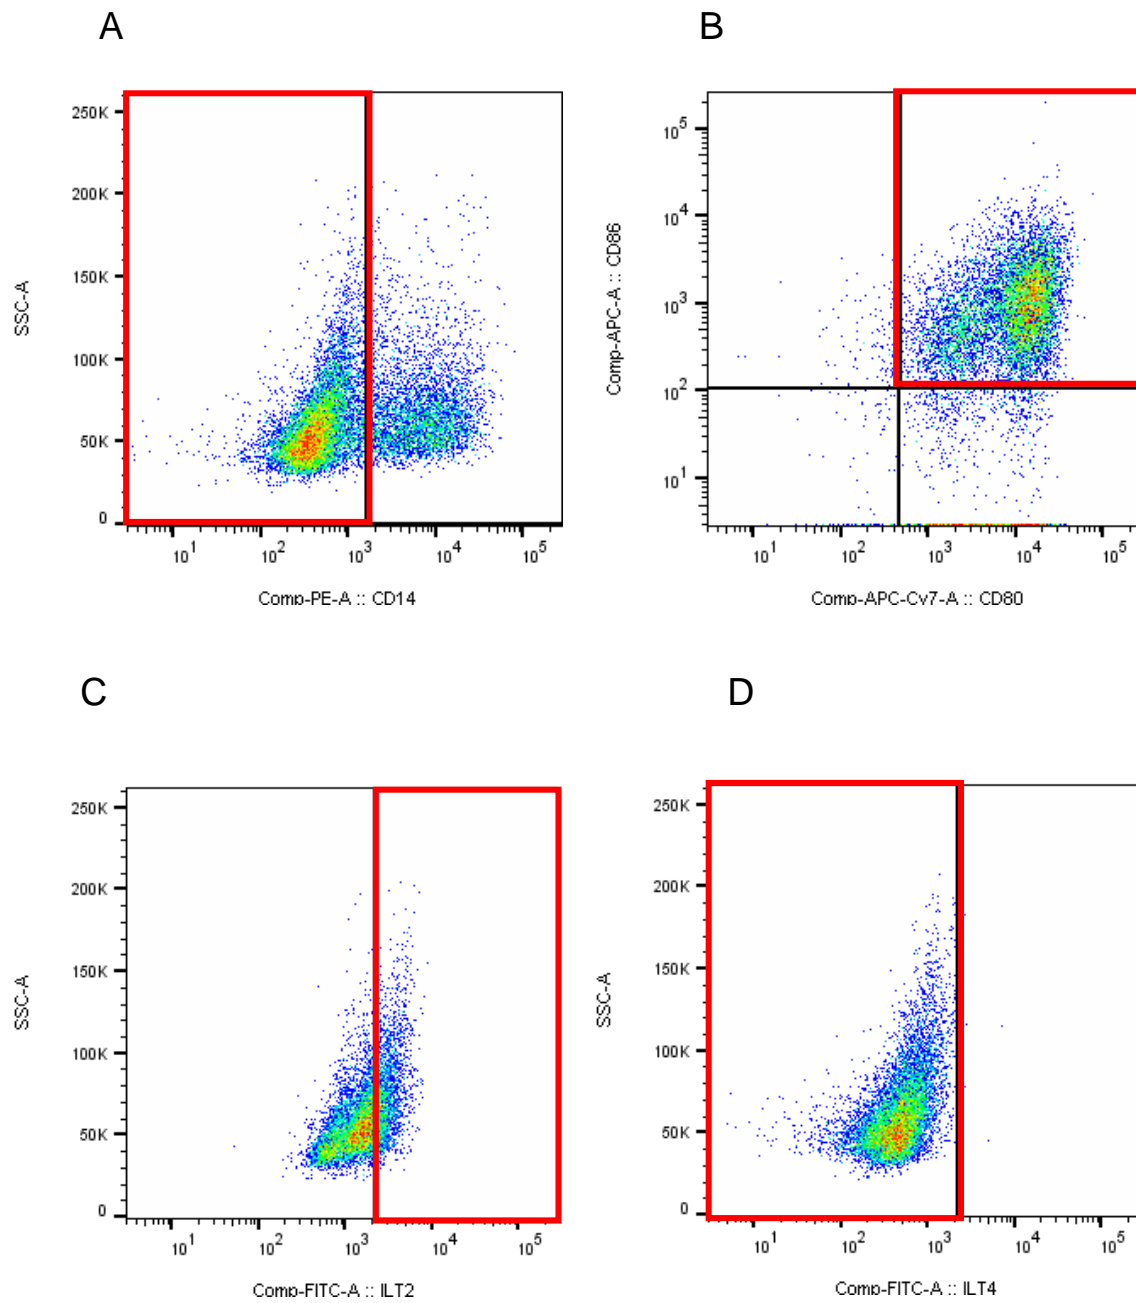 A
B
250K
200K
150K
100K
50K
0
SSC-A
10^1 10^2 10^3 10^4 10^5
Comp-PE-A :: CD14
10^5
10^4
10^3
10^2
10^1
Comp-APC-A :: CD86
10^1 10^2 10^3 10^4 10^5
Comp-APC-Cy7-A :: CD80
C
D
250K
200K
150K
100K
50K
0
SSC-A
10^1 10^2 10^3 10^4 10^5
Comp-FITC-A :: ILT2
250K
200K
150K
100K
50K
0
SSC-A
10^1 10^2 10^3 10^4 10^5
Comp-FITC-A :: ILT4